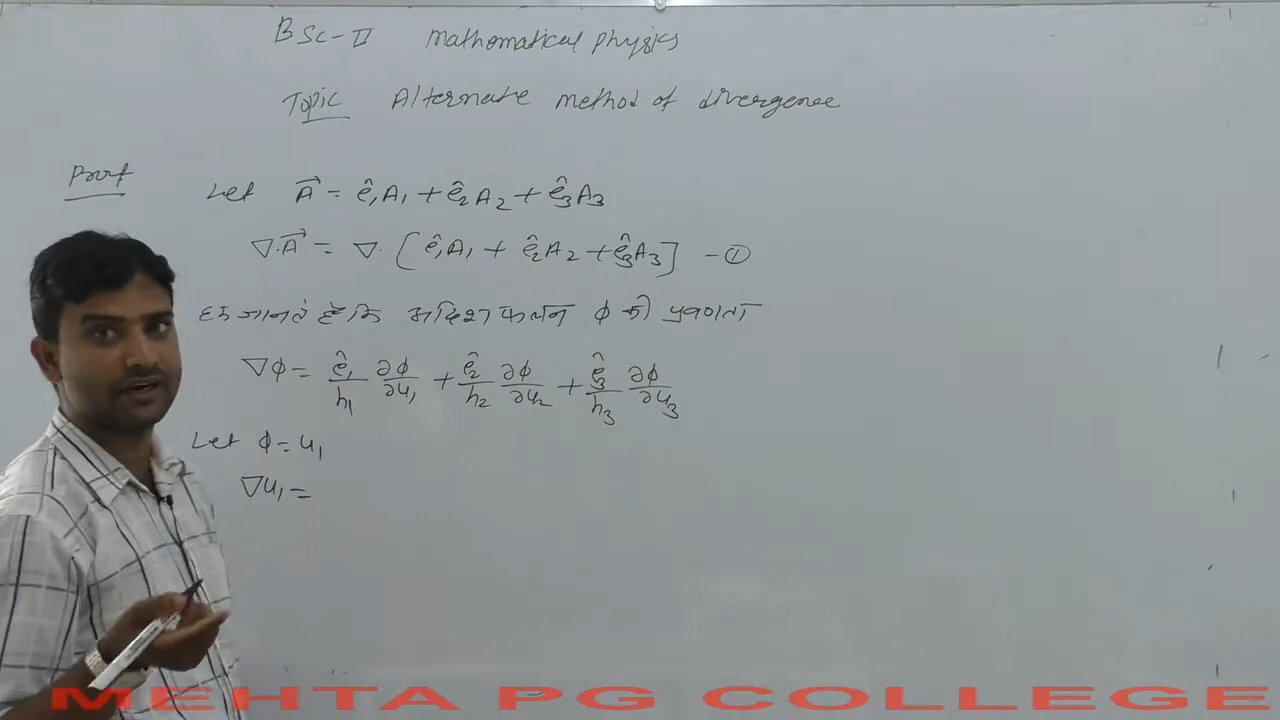 BSc-II Mathematical physics
Topic Alternate method of divergence
Proof
Let A⃗ = ê₁A₁ + ê₂A₂ + ê₃A₃
∇·A⃗ = ∇·[ê₁A₁ + ê₂A₂ + ê₃A₃] -①
हम जानते हैं कि अदिश फलन ϕ की प्रवणता
∇ϕ = ê₁/h₁ ∂ϕ/∂u₁ + ê₂/h₂ ∂ϕ/∂u₂ + ê₃/h₃ ∂ϕ/∂u₃
Let ϕ = u₁
∇u₁ =
MEHTA PG COLLEGE